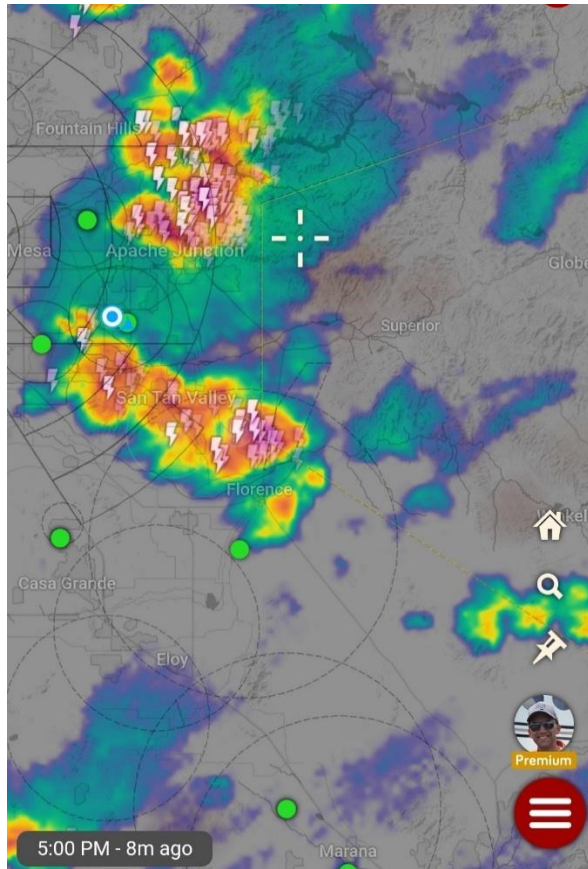 Fountain Hills
Mesa
Apache Junction
Globe
Superior
San Tan Valley
Florence
Casa Grande
Eloy
Premium
5:00 PM - 8m ago
Marana